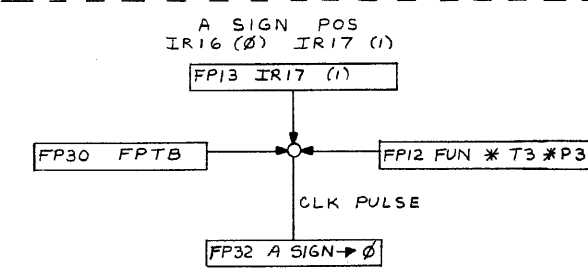 A SIGN POS
IR16 (Ø) IR17 (1)
FP13 IR17 (1)
FP30 FPTB
FP12 FUN * T3 * P3
CLK PULSE
FP32 A SIGN → Ø